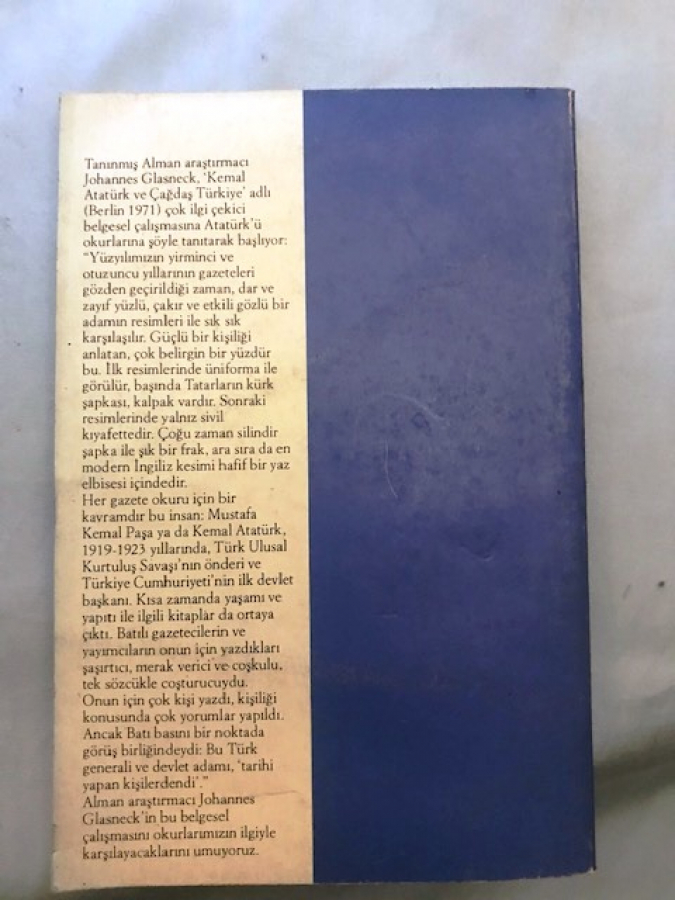 Tanınmış Alman araştırmacı
Johannes Glasneck, 'Kemal
Atatürk ve Çağdaş Türkiye' adlı
(Berlin 1971) çok ilgi çekici
belgesel çalışmasına Atatürk'ü
okurlarına şöyle tanıtarak başlıyor:
"Yüzyılımızın yirminci ve
otuzuncu yıllarının gazeteleri
gözden geçirildiği zaman, dar ve
zayıf yüzlü, çakır ve etkili gözlü bir
adamın resimleri ile sık sık
karşılaşılır. Güçlü bir kişiliği
anlatan, çok belirgin bir yüzdür
bu. İlk resimlerinde üniforma ile
görülür, başında Tatarların kürk
şapkası, kalpak vardır. Sonraki
resimlerinde yalnız sivil
kıyafettedir. Çoğu zaman silindir
şapka ile şık bir frak, ara sıra da en
modern İngiliz kesimi hafif bir yaz
elbisesi içindedir.
Her gazete okuru için bir
kavramdır bu insan: Mustafa
Kemal Paşa ya da Kemal Atatürk,
1919-1923 yıllarında, Türk Ulusal
Kurtuluş Savaşı'nın önderi ve
Türkiye Cumhuriyeti'nin ilk devlet
başkanı. Kısa zamanda yaşamı ve
yapıtı ile ilgili kitaplar da ortaya
çıktı. Batılı gazetecilerin ve
yayımcıların onun için yazdıkları
şaşırtıcı, merak verici ve coşkulu,
tek sözcükle coşturucuydu.
Onun için çok kişi yazdı, kişiliği
konusunda çok yorumlar yapıldı.
Ancak Batı basını bir noktada
görüş birliğindeydi: Bu Türk
generali ve devlet adamı, 'tarihi
yapan kişilerdendi'."
Alman araştırmacı Johannes
Glasneck'in bu belgesel
çalışmasını okurlarımızın ilgiyle
karşılayacaklarını umuyoruz.